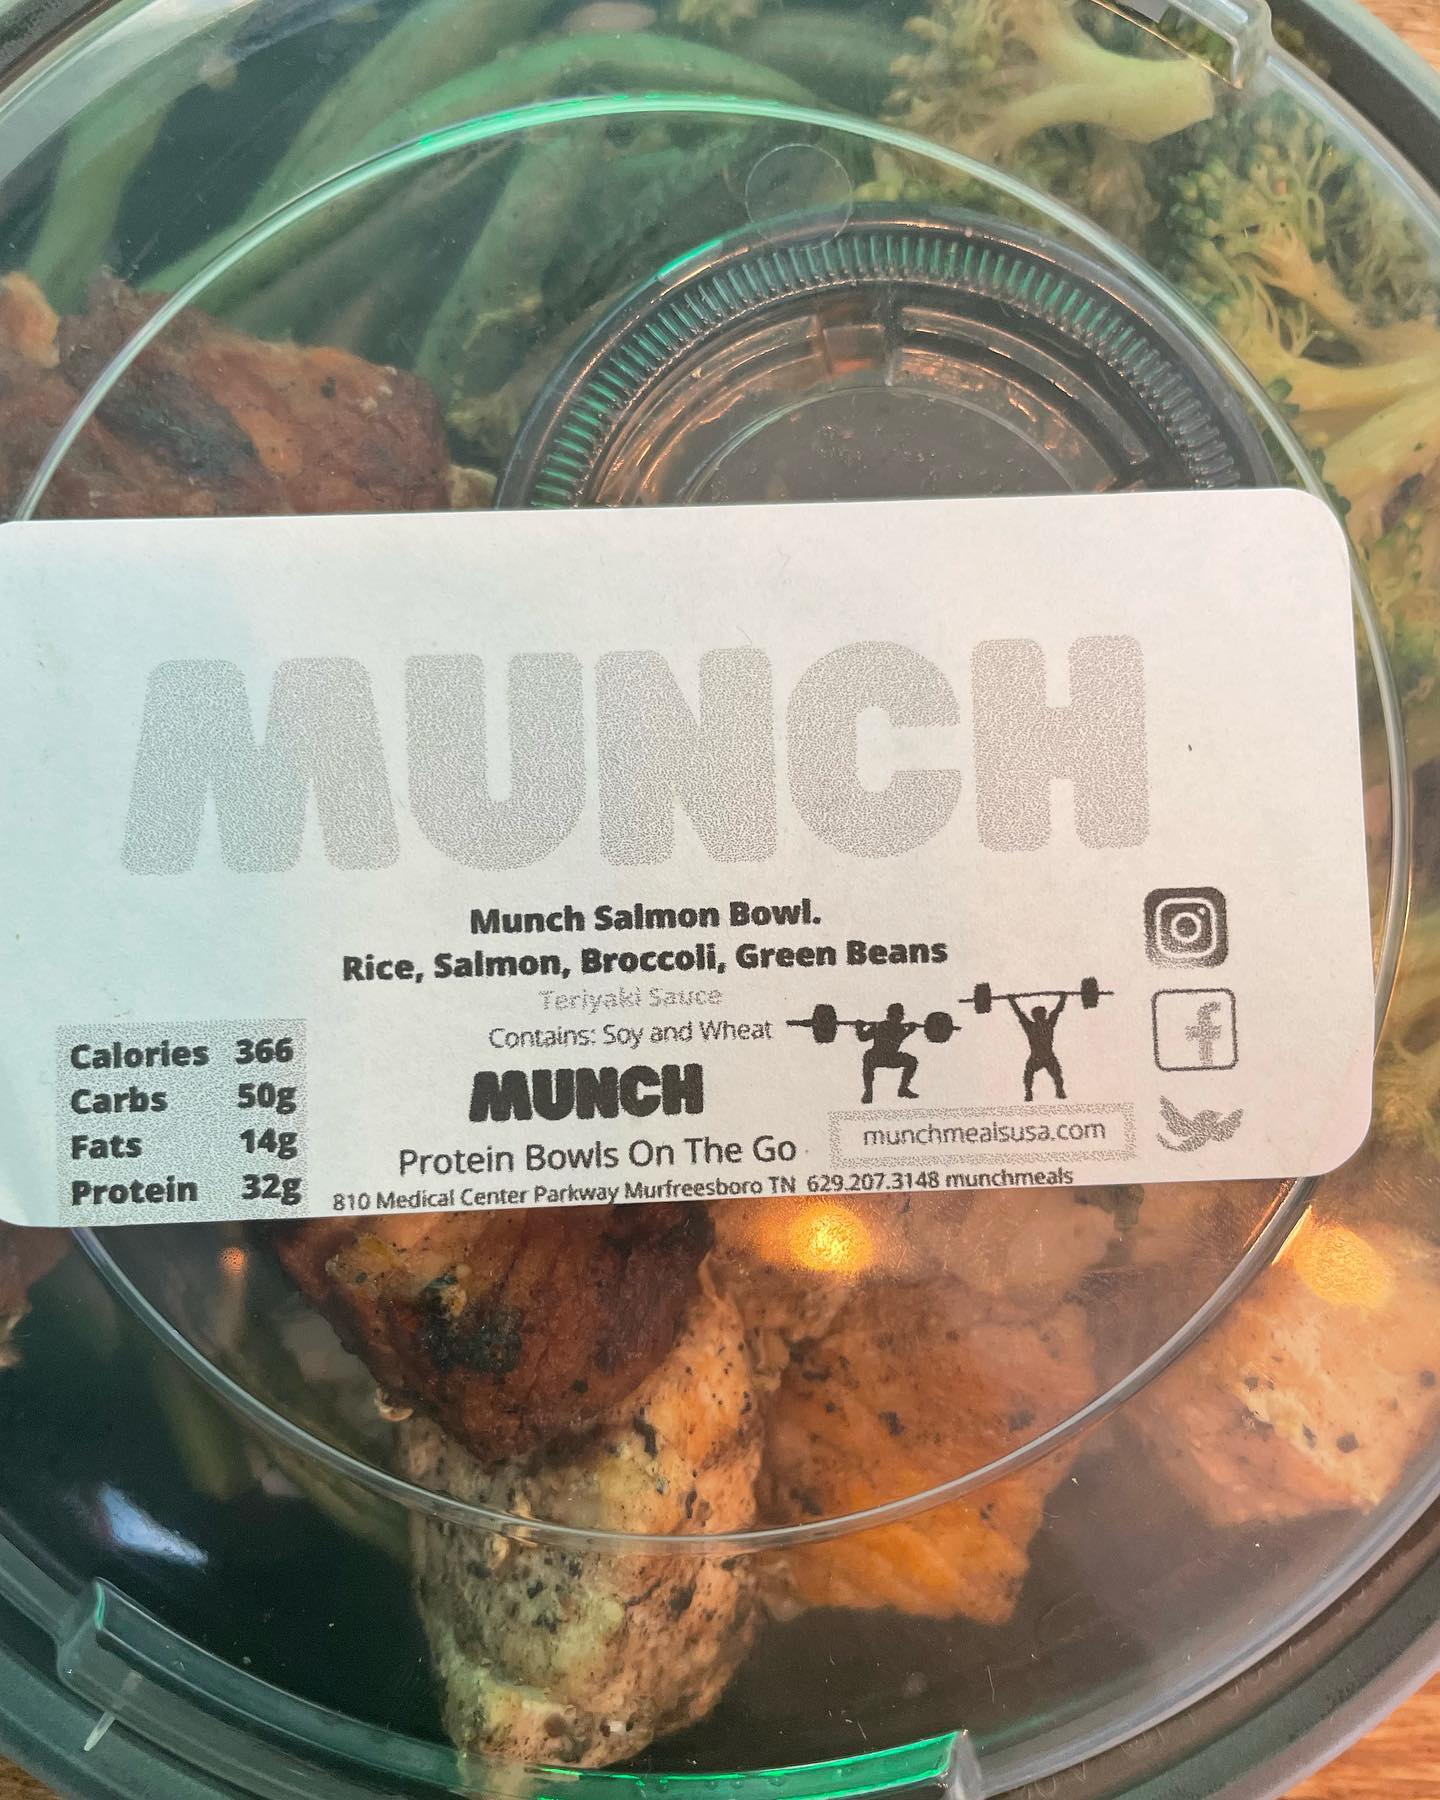 MUNCH
Munch Salmon Bowl.
Rice, Salmon, Broccoli, Green Beans
Teriyaki Sauce
Contains: Soy and Wheat
Calories 366
Carbs 50g
Fats 14g
Protein 32g
MUNCH
Protein Bowls On The Go
munchmealsusa.com
810 Medical Center Parkway Murfreesboro TN 629.207.3148 munchmeals